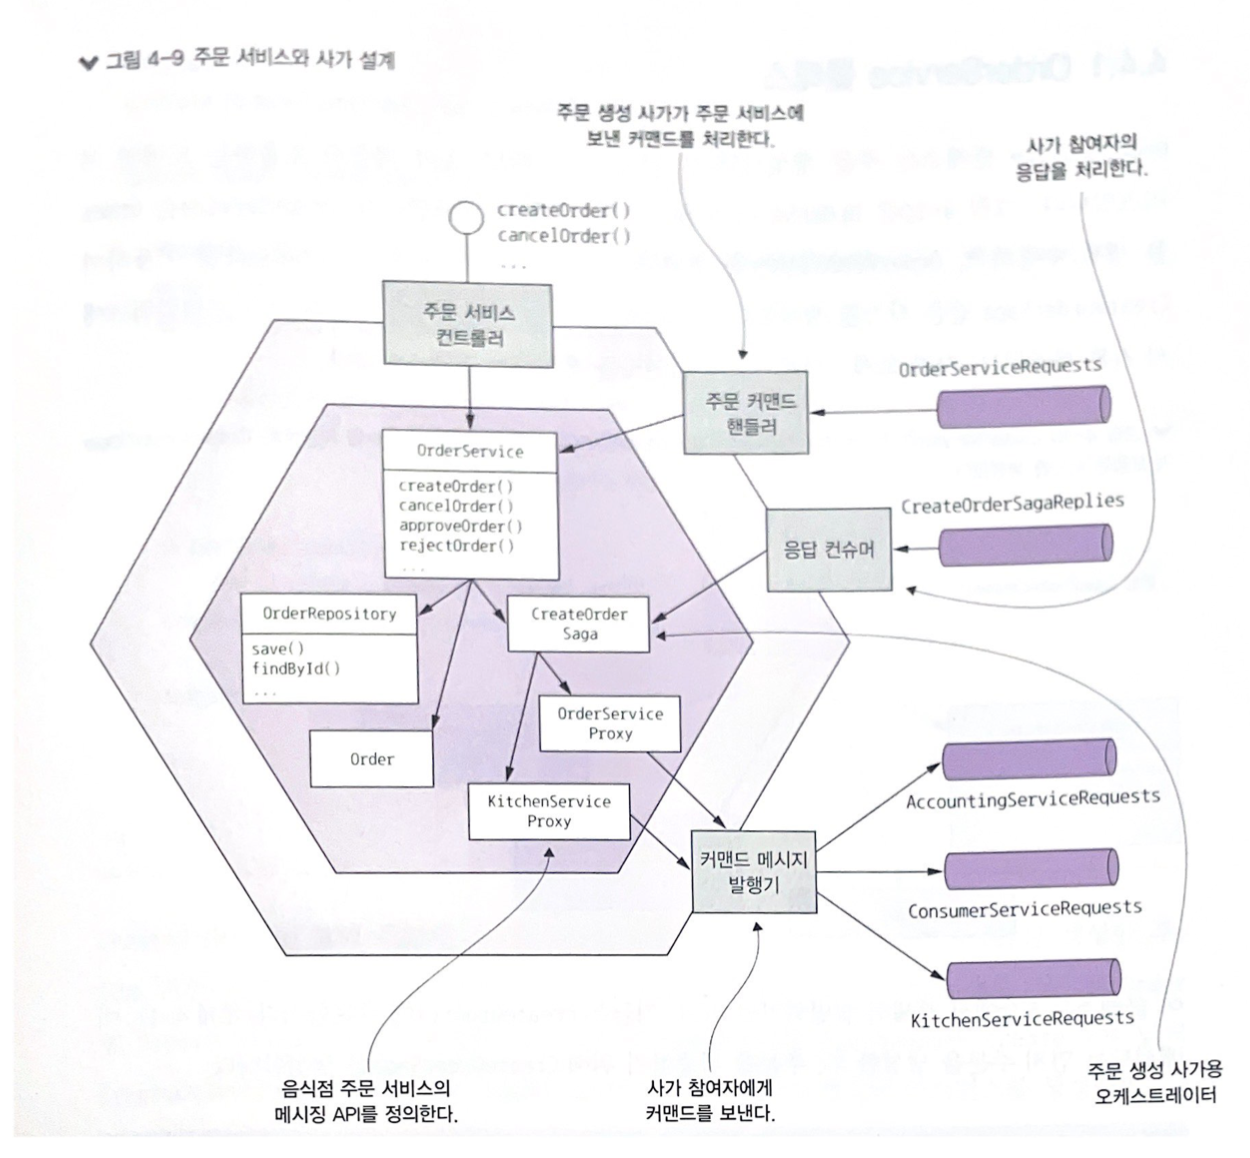 그림 4-9 주문 서비스와 사가 설계
4.4.1 OrderService 클래스
주문 생성 사가가 주문 서비스에
보낸 커맨드를 처리한다.
사가 참여자의
응답을 처리한다.
createOrder()
cancelOrder()
...
주문 서비스
컨트롤러
OrderServiceRequests
주문 커맨드
핸들러
OrderService
createOrder()
cancelOrder()
approveOrder()
rejectOrder()
...
CreateOrderSagaReplies
응답 컨슈머
OrderRepository
save()
findById()
...
CreateOrder
Saga
OrderService
Proxy
Order
KitchenService
Proxy
커맨드 메시지
발행기
AccountingServiceRequests
ConsumerServiceRequests
KitchenServiceRequests
음식점 주문 서비스의
메시징 API를 정의한다.
사가 참여자에게
커맨드를 보낸다.
주문 생성 사가용
오케스트레이터